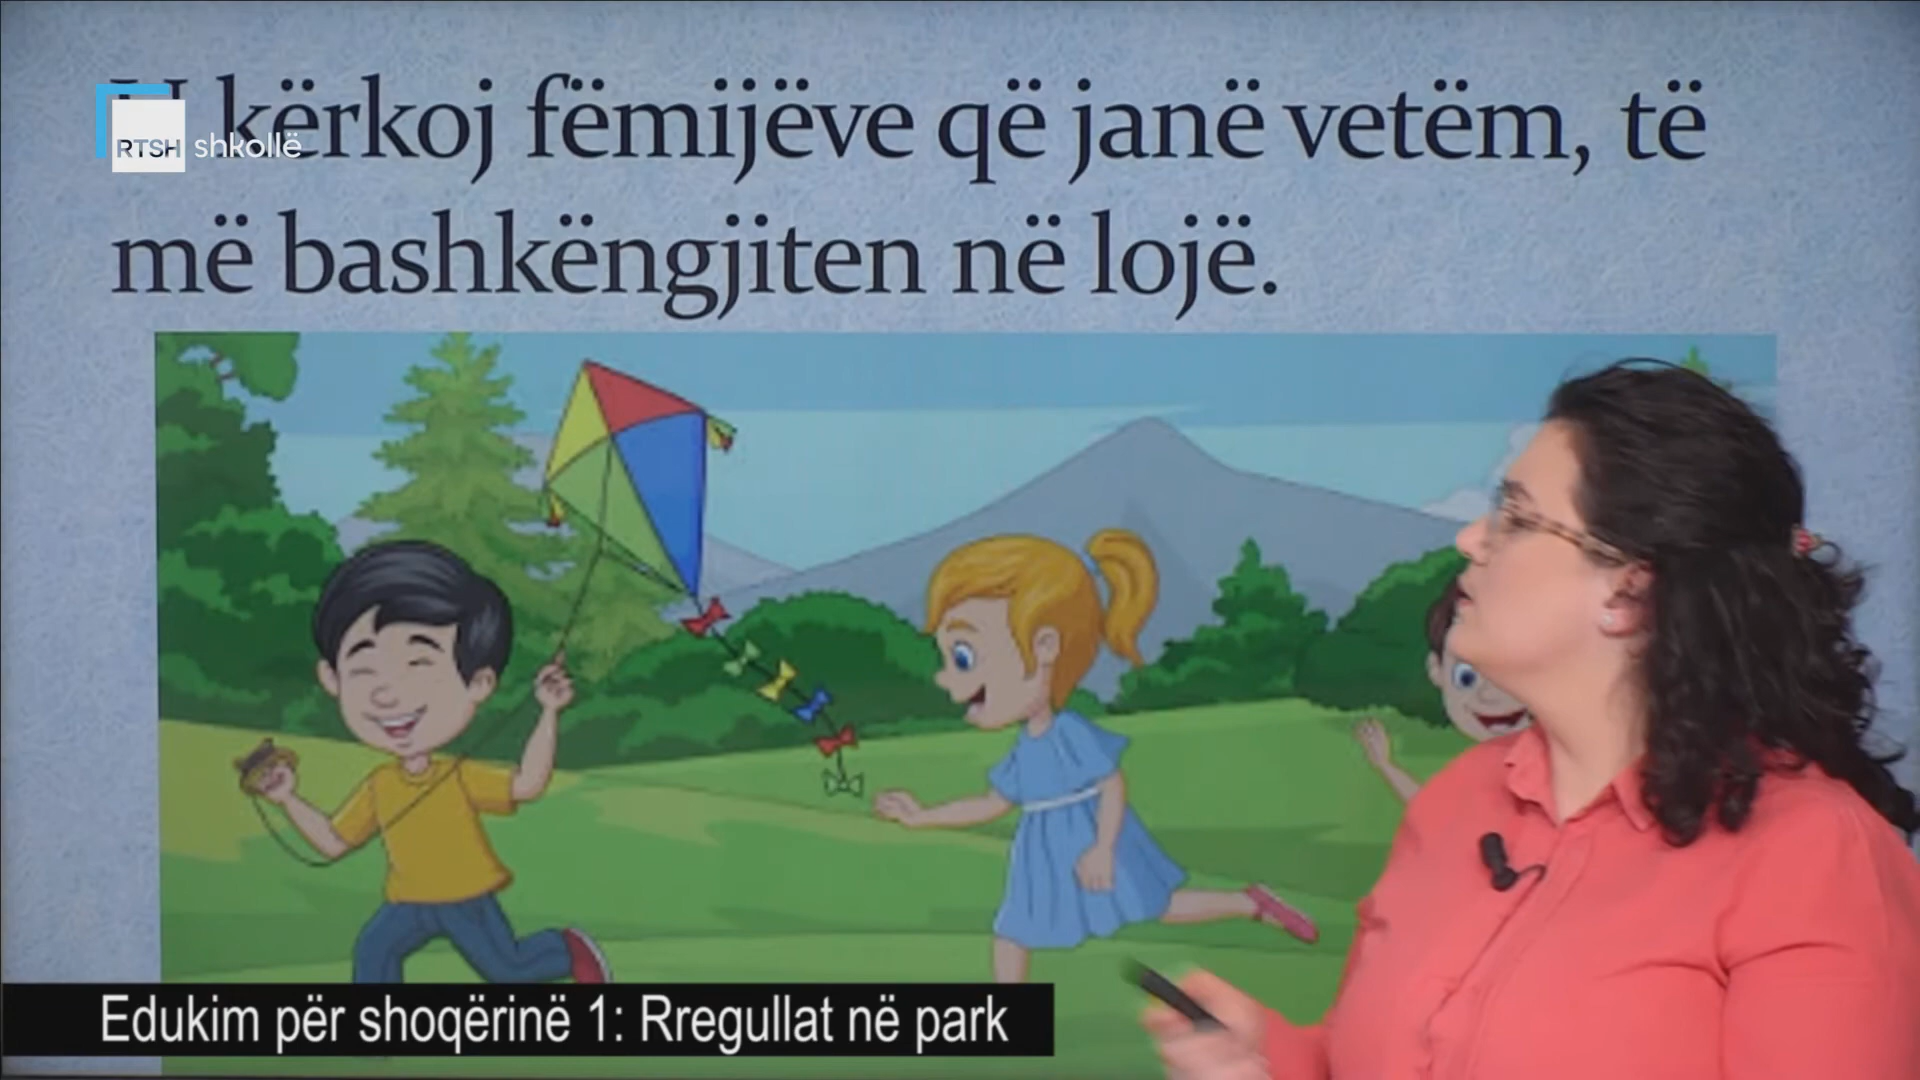 U kërkoj fëmijëve që janë vetëm, të
më bashkëngjiten në lojë.
RTSH shkollë
Edukim për shoqërinë 1: Rregullat në park